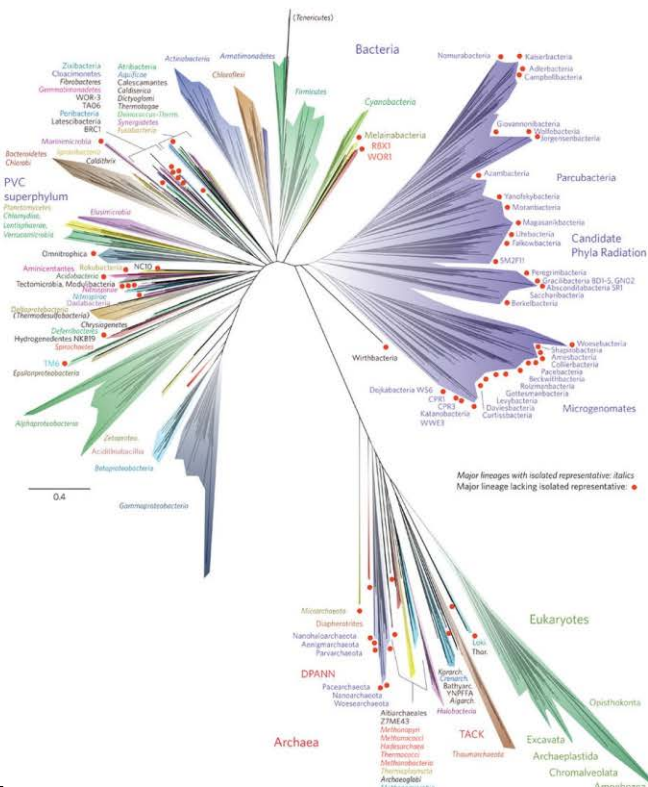 (Tenericutes)
Bacteria
Actinobacteria
Armatimonadetes
Chloroflexi
Firmicutes
Cyanobacteria
Melainabacteria
RBX1
WOR1
Zixibacteria
Cloacimonetes
Fibrobacteres
Gemmatimonadetes
WOR-3
TA06
Poribacteria
Latescibacteria
BRC1
Atribacteria
Aquificae
Calescamantes
Caldiserica
Dictyoglomi
Thermotogae
Deinococcus-Therm.
Synergistetes
Fusobacteria
Marinimicrobia
Bacteroidetes
Ignavibacteria
Chlorobi
Caldithrix
PVC
superphylum
Planctomycetes
Chlamydiae,
Lentisphaerae,
Verrucomicrobia
Elusimicrobia
Omnitrophica
Aminicentantes
Rokubacteria
NC10
Acidobacteria
Tectomicrobia, Modulibacteria
Nitrospinae
Nitrospirae
Dadabacteria
Deltaproteobacteria
(Thermodesulfobacteria)
Chrysiogenetes
Deferribacteres
Hydrogenedentes NKB19
Spirochaetes
TM6
Epsilonproteobacteria
Alphaproteobacteria
Zetaproteo.
Acidithiobacillia
Betaproteobacteria
Gammaproteobacteria
0.4
Nomurabacteria
Kaiserbacteria
Adlerbacteria
Campbellbacteria
Giovannonibacteria
Wolfebacteria
Jorgensenbacteria
Azambacteria
Parcubacteria
Yanofskybacteria
Moranbacteria
Magasanikbacteria
Uhrbacteria
Falkowbacteria
Candidate
Phyla Radiation
SM2F11
Peregrinibacteria
Gracilibacteria BD1-5, GN02
Absconditabacteria SR1
Saccharibacteria
Berkelbacteria
Woesebacteria
Shapirobacteria
Amesbacteria
Collierbacteria
Pacebacteria
Beckwithbacteria
Roizmanbacteria
Gottesmanbacteria
Levybacteria
Daviesbacteria
Curtissbacteria
Microgenomates
Wirthbacteria
Dojkabacteria WS6
CPR1
CPR3
Katanobacteria
WWE3
Major lineages with isolated representative: italics
Major lineage lacking isolated representative:
Micrarchaeota
Diapherotrites
Nanohaloarchaeota
Aenigmarchaeota
Parvarchaeota
DPANN
Pacearchaeota
Nanoarchaeota
Woesearchaeota
Archaea
Altiarchaeales
Z7ME43
Methanopyri
Methanococci
Hadesarchaea
Thermococci
Methanobacteria
Thermoplasmata
Archaeoglobi
Halobacteria
Kprarch.
Crenarch.
Bathyarc.
YNPFFA
Aigarch.
TACK
Thaumarchaeota
Loki.
Thor.
Eukaryotes
Opisthokonta
Excavata
Archaeplastida
Chromalveolata